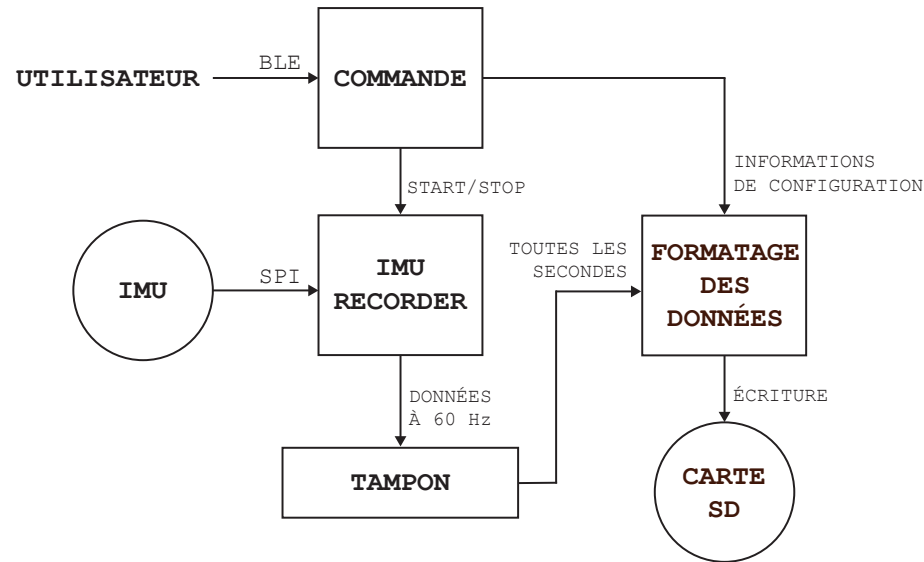 BLE
UTILISATEUR
COMMANDE
INFORMATIONS
DE CONFIGURATION
START/STOP
TOUTES LES
SECONDES
FORMATAGE
DES
DONNÉES
IMU
SPI
IMU
RECORDER
DONNÉES
À 60 Hz
ÉCRITURE
TAMPON
CARTE
SD